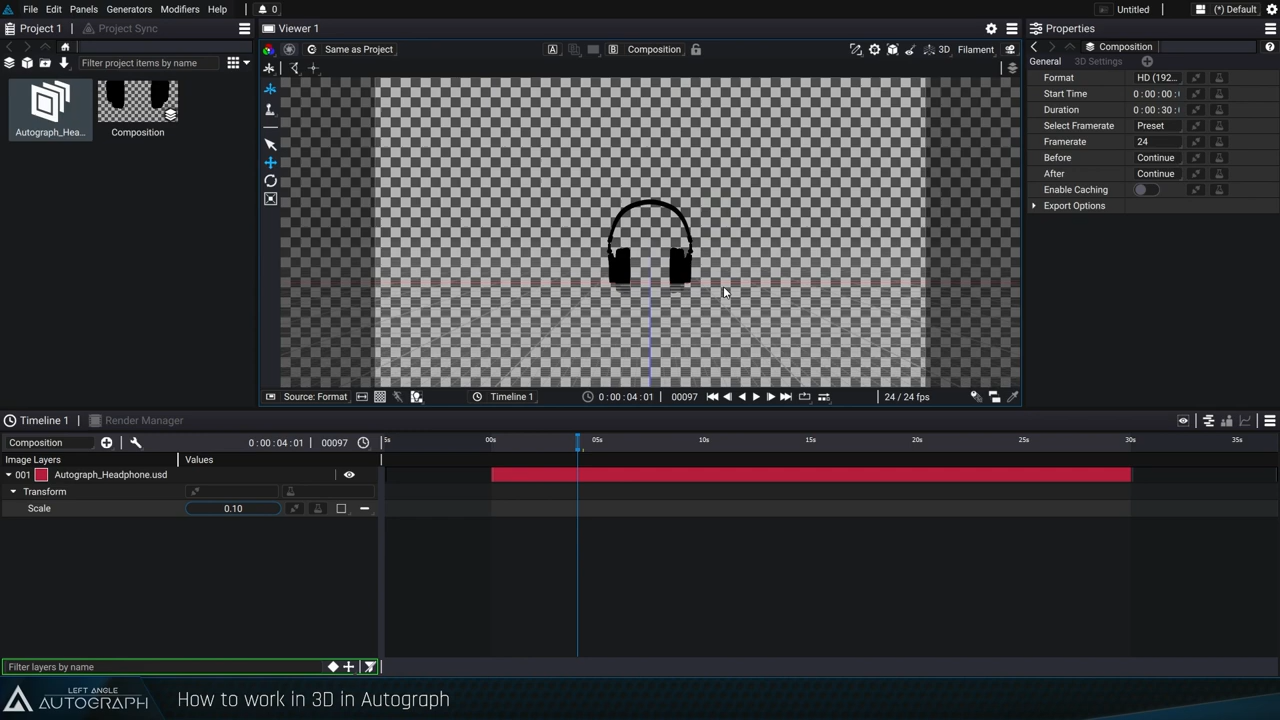 File Edit Panels Generators Modifiers Help 0 Untitled (*) Default
Project 1 Project Sync Viewer 1 Properties
Same as Project A B Composition 3D Filament Composition
Filter project items by name General 3D Settings
Autograph_Hea... Composition
Format HD (192...
Start Time 0 : 00 : 00 : (
Duration 0 : 00 : 30 : (
Select Framerate Preset
Framerate 24
Before Continue
After Continue
Enable Caching
Export Options
Source: Format Timeline 1 0 : 00 : 04 : 01 00097 24 / 24 fps
Timeline 1 Render Manager
Composition 0 : 00 : 04 : 01 00097 5s 00s 05s 10s 15s 20s 25s 30s 35s
Image Layers Values
001 Autograph_Headphone.usd
Transform
Scale 0.10
Filter layers by name
LEFT ANGLE
AUTOGRAPH
How to work in 3D in Autograph